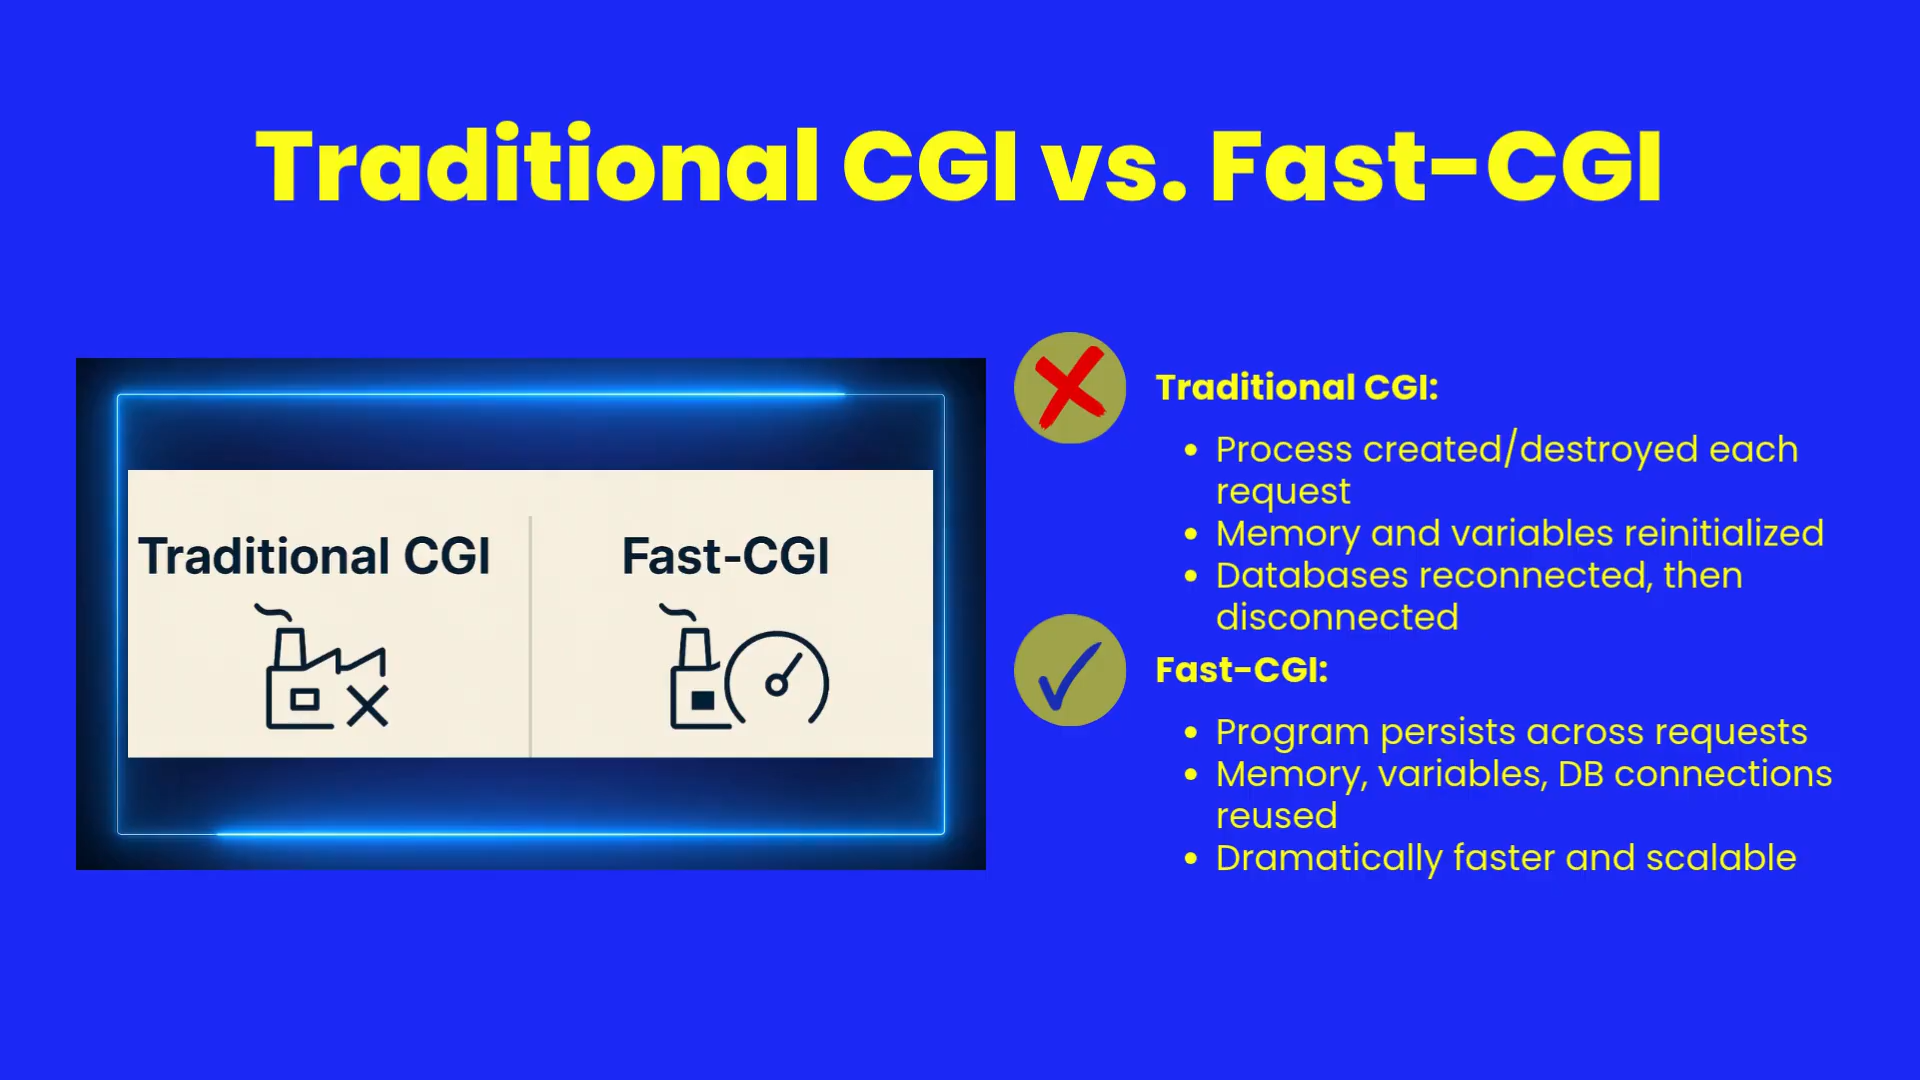 Traditional CGI vs. Fast-CGI
Traditional CGI
Fast-CGI
Traditional CGI:
• Process created/destroyed each
request
• Memory and variables reinitialized
• Databases reconnected, then
disconnected
Fast-CGI:
• Program persists across requests
• Memory, variables, DB connections
reused
• Dramatically faster and scalable